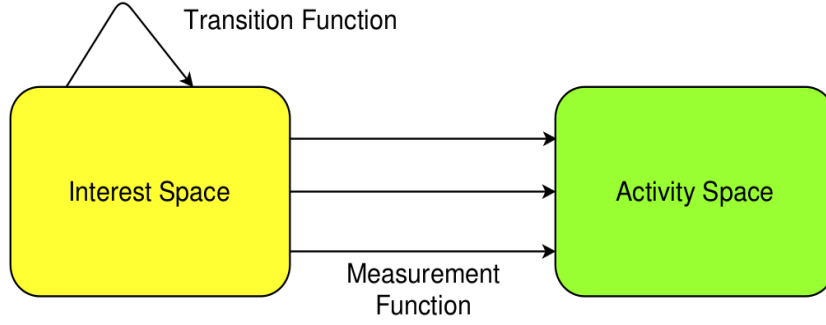 Transition Function
Interest Space
Activity Space
Measurement
Function